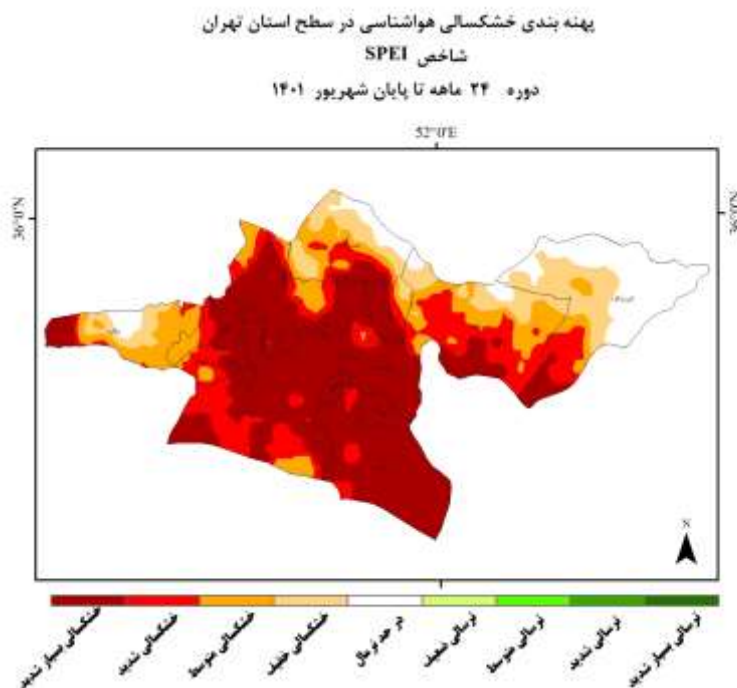 پهنه بندی خشکسالی هواشناسی در سطح استان تهران
شاخص SPEI
دوره ۲۴ ماهه تا پایان شهریور ۱۴۰۱
52°0'E
36°0'N
36°0'N
N
خشکسالی بسیار شدید
خشکسالی شدید
خشکسالی متوسط
خشکسالی خفیف
در حد نرمال
ترسالی ضعیف
ترسالی متوسط
ترسالی شدید
ترسالی بسیار شدید